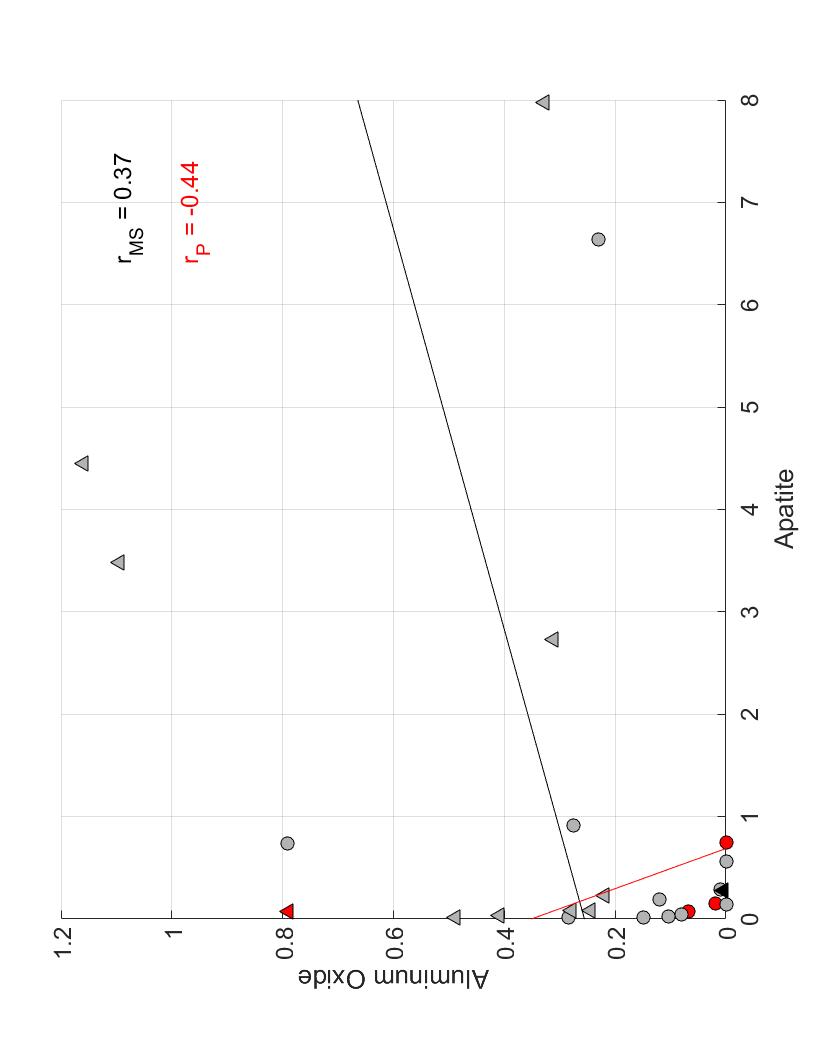 1.2
1
0.8
0.6
0.4
0.2
0
Aluminum Oxide
r_MS = 0.37
r_P = -0.44
0 1 2 3 4 5 6 7 8
Apatite